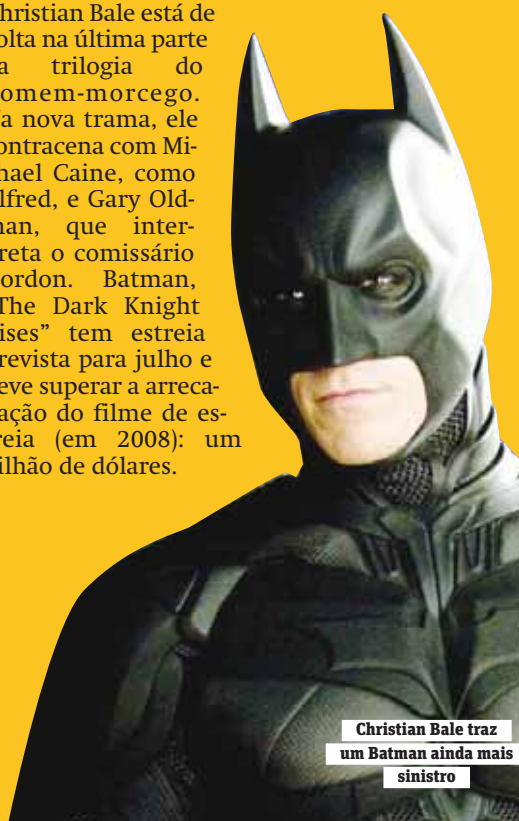 hristian Bale está de
olta na última parte
a trilogia do
omem-morcego.
a nova trama, ele
ontracena com Mi-
hael Caine, como
lfred, e Gary Old-
nan, que inter-
reta o comissário
ordon. Batman,
The Dark Knight
ises” tem estreia
revista para julho e
eve superar a arreca-
ação do filme de es-
reia (em 2008): um
ilhão de dólares.
Christian Bale traz
um Batman ainda mais
sinistro